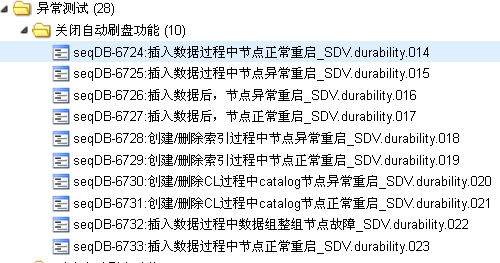 异常测试 (28)
关闭自动刷盘功能 (10)
seqDB-6724:插入数据过程中节点正常重启_SDV.durability.014
seqDB-6725:插入数据过程中节点异常重启_SDV.durability.015
seqDB-6726:插入数据后，节点异常重启_SDV.durability.016
seqDB-6727:插入数据后，节点正常重启_SDV.durability.017
seqDB-6728:创建/删除索引过程中节点异常重启_SDV.durability.018
seqDB-6729:创建/删除索引过程中节点正常重启_SDV.durability.019
seqDB-6730:创建/删除CL过程中catalog节点异常重启_SDV.durability.020
seqDB-6731:创建/删除CL过程中catalog节点正常重启_SDV.durability.021
seqDB-6732:插入数据过程中数据组整组节点故障_SDV.durability.022
seqDB-6733:插入数据过程中节点正常重启_SDV.durability.023